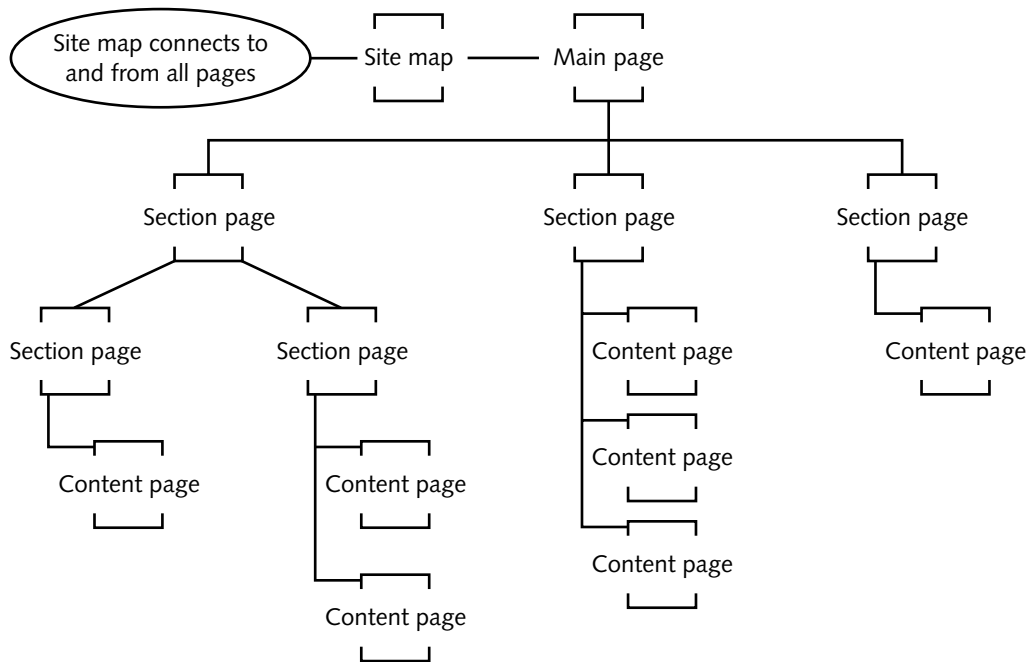 Site map connects to
and from all pages
Site map
Main page
Section page
Section page
Section page
Section page
Section page
Content page
Content page
Content page
Content page
Content page
Content page
Content page